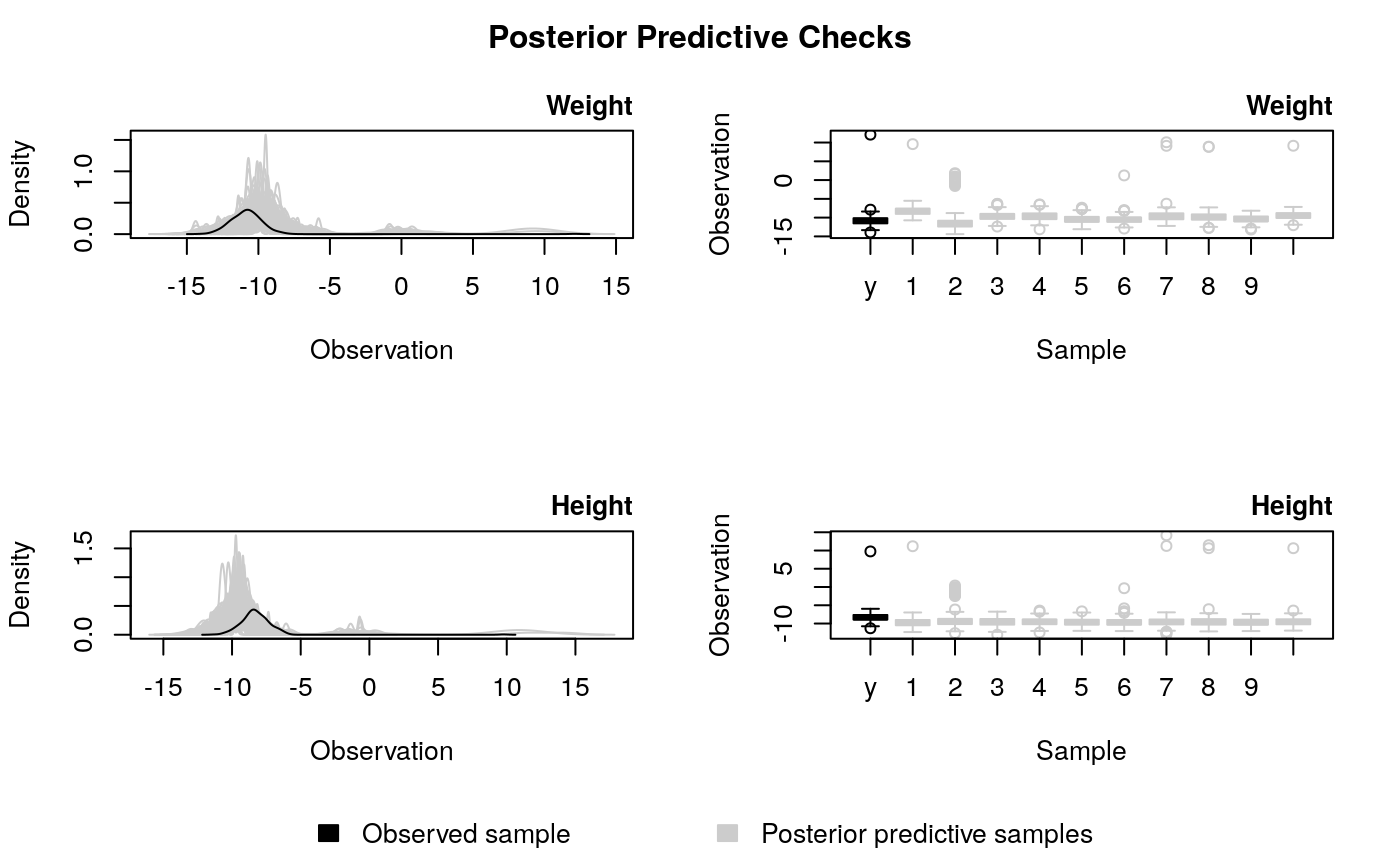 Posterior Predictive Checks
Weight
Density
0.0 1.0
-15 -10 -5 0 5 10 15
Observation
Weight
Observation
-15 0
y 1 2 3 4 5 6 7 8 9
Sample
Height
Density
0.0 1.5
-15 -10 -5 0 5 10 15
Observation
Height
Observation
-10 5
y 1 2 3 4 5 6 7 8 9
Sample
Observed sample
Posterior predictive samples